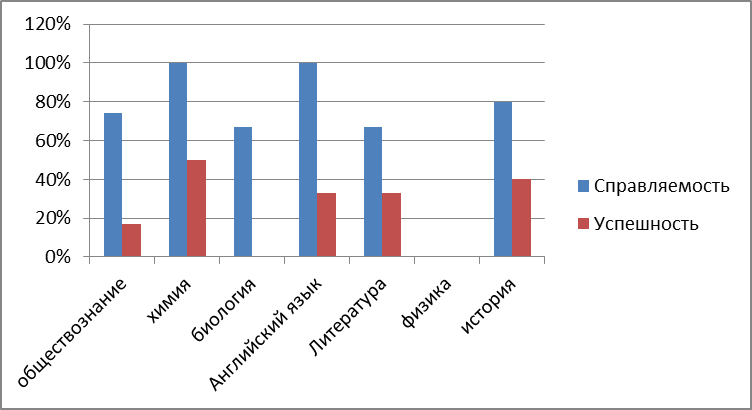 120%
100%
80%
60%
40%
20%
0%
обществознание
химия
биология
Английский язык
Литература
физика
история
Справляемость
Успешность